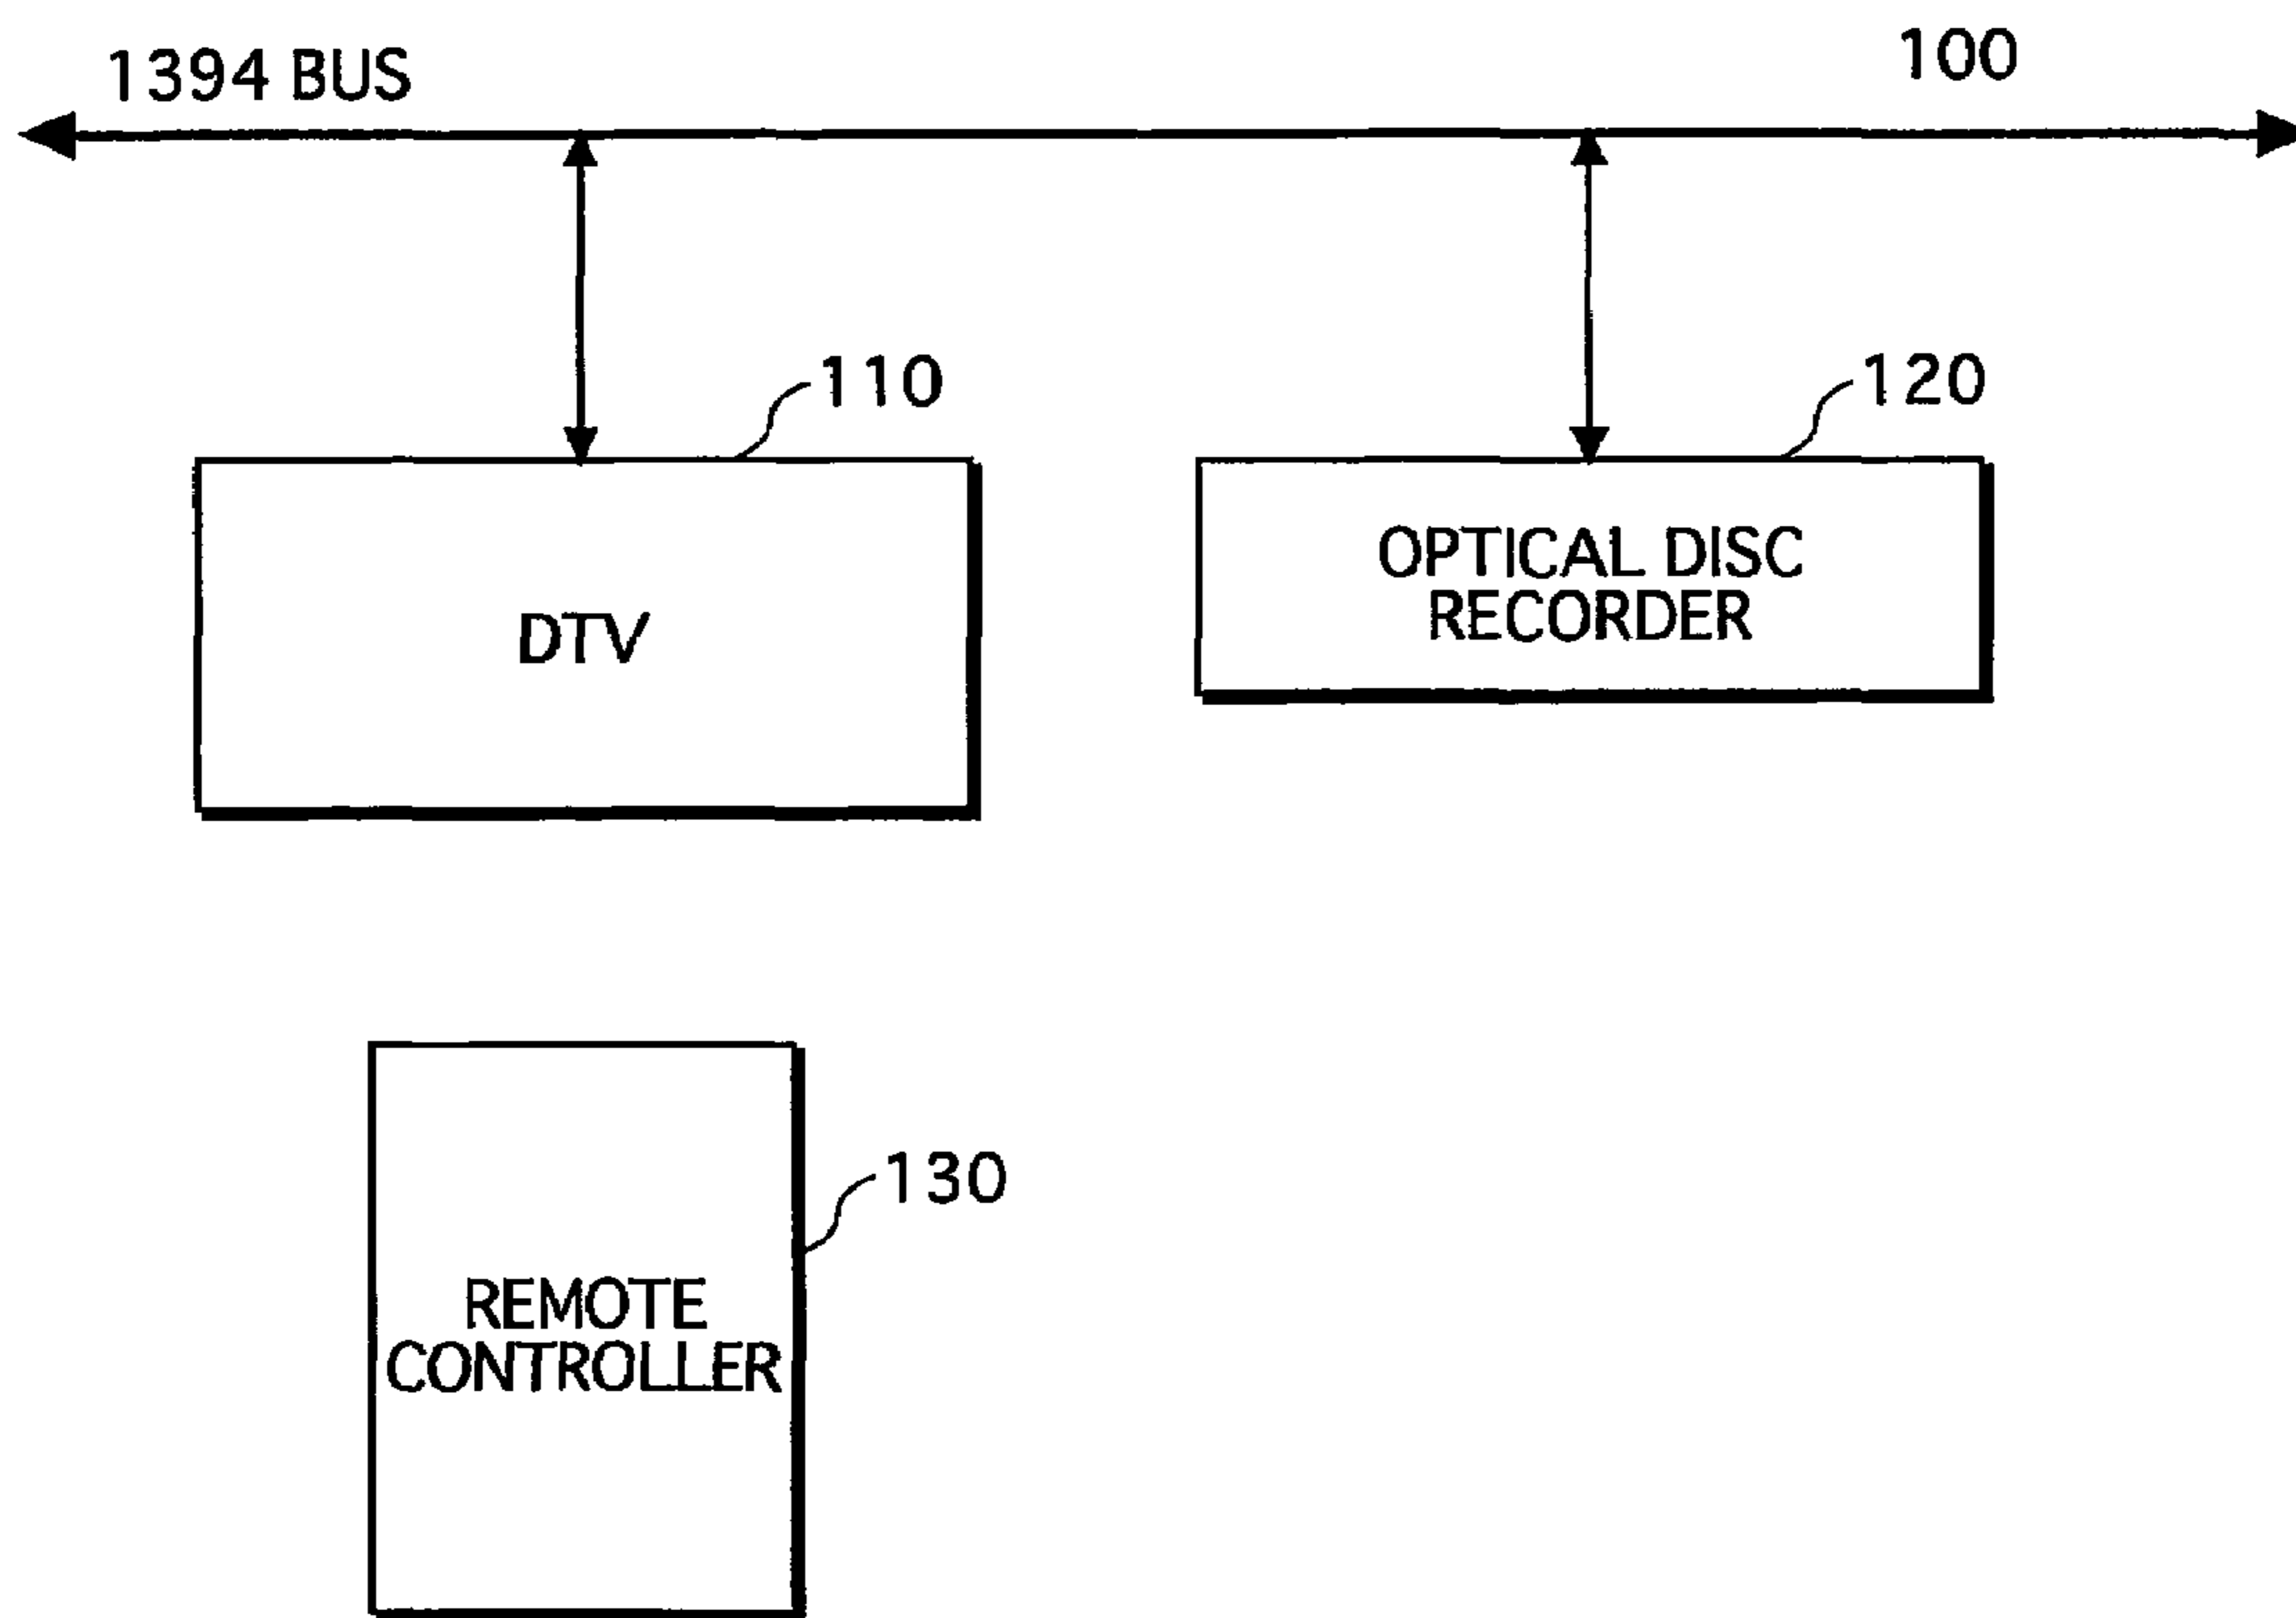 1394 BUS
100
110
120
DTV
OPTICAL DISC
RECORDER
130
REMOTE
CONTROLLER